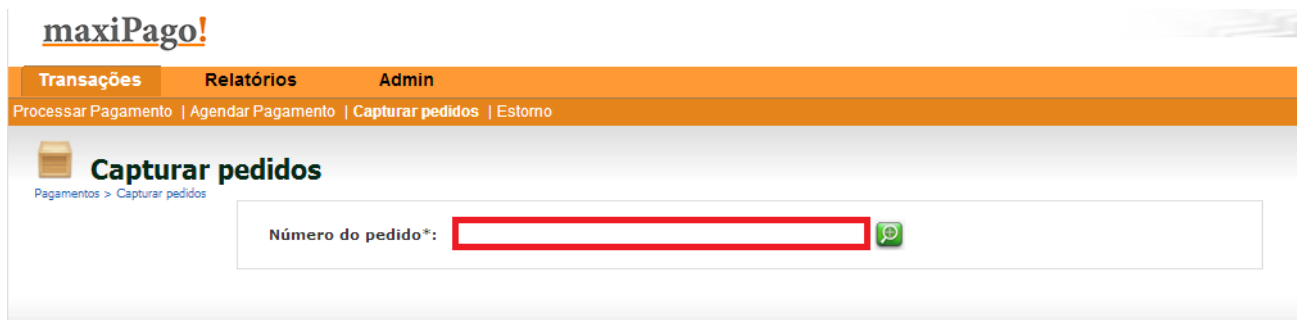 maxiPago!
Transações Relatórios Admin
Processar Pagamento | Agendar Pagamento | Capturar pedidos | Estorno
Capturar pedidos
Pagamentos > Capturar pedidos
Número do pedido*: